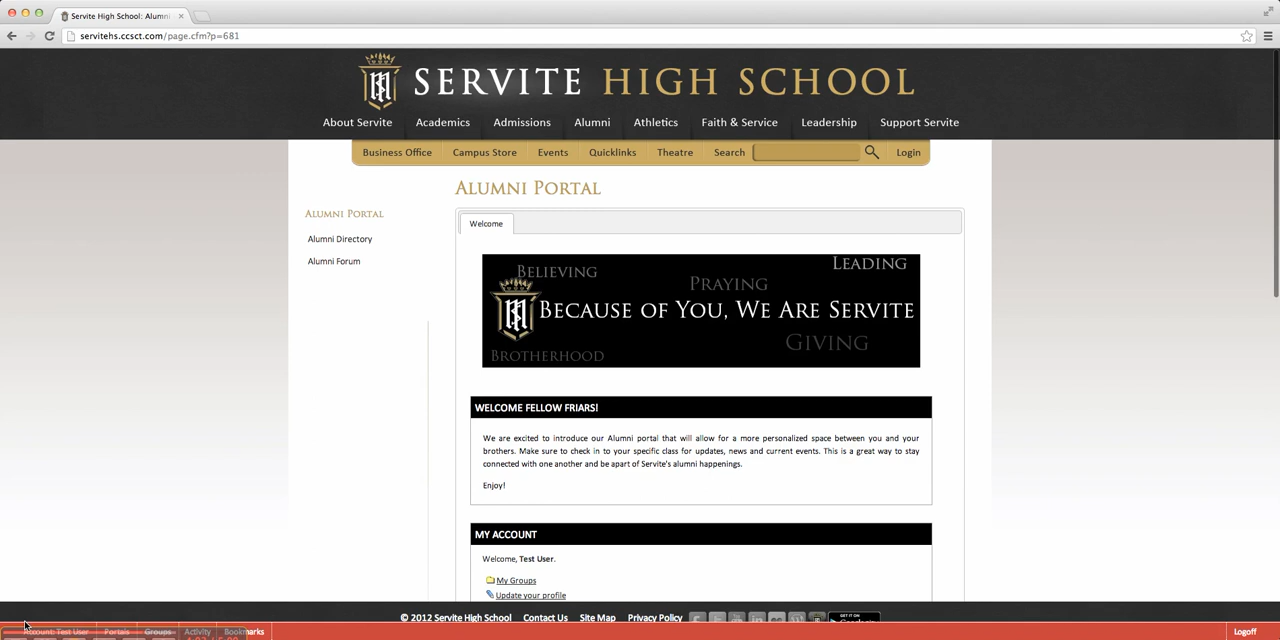 Servite High School: Alumni
servitehs.ccsct.com/page.cfm?p=681
SERVITE HIGH SCHOOL
About Servite Academics Admissions Alumni Athletics Faith & Service Leadership Support Servite
Business Office Campus Store Events Quicklinks Theatre Search Login
ALUMNI PORTAL
ALUMNI PORTAL
Alumni Directory
Alumni Forum
Welcome
BELIEVING
PRAYING
LEADING
BECAUSE OF YOU, WE ARE SERVITE
GIVING
BROTHERHOOD
WELCOME FELLOW FRIARS!
We are excited to introduce our Alumni portal that will allow for a more personalized space between you and your
brothers. Make sure to check in to your specific class for updates, news and current events. This is a great way to stay
connected with one another and be apart of Servite's alumni happenings.
Enjoy!
MY ACCOUNT
Welcome, Test User.
My Groups
Update your profile
© 2012 Servite High School Contact Us Site Map Privacy Policy
Account: Test User Portals Groups Activity Bookmarks Logoff